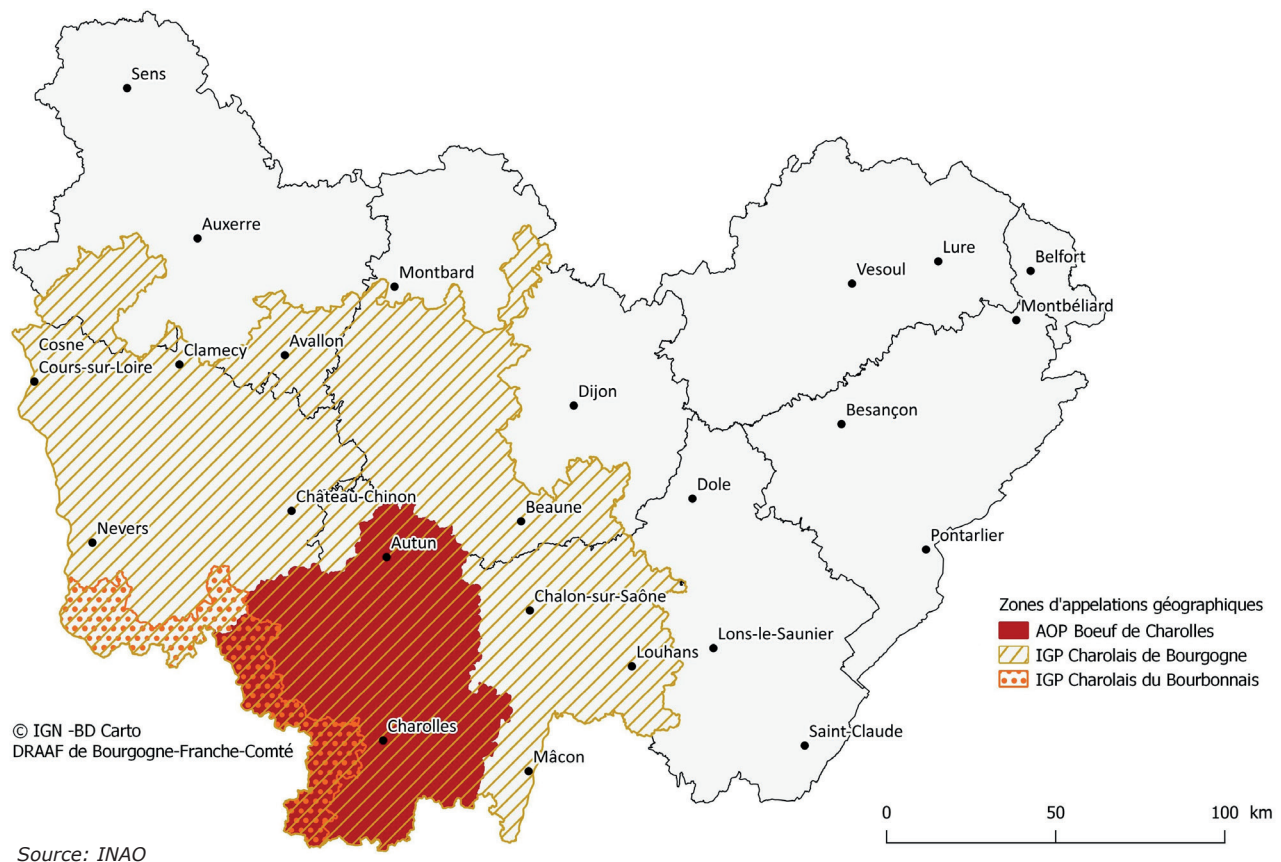 Sens
Auxerre
Montbard
Lure
Vesoul
Belfort
Montbéliard
Cosne
Cours-sur-Loire
Clamecy
Avallon
Dijon
Besançon
Dole
Château-Chinon
Beaune
Nevers
Autun
Pontarlier
Chalon-sur-Saône
Lons-le-Saunier
Louhans
Charolles
Saint-Claude
Mâcon
Zones d'appelations géographiques
AOP Boeuf de Charolles
IGP Charolais de Bourgogne
IGP Charolais du Bourbonnais
© IGN -BD Carto
DRAAF de Bourgogne-Franche-Comté
0 50 100 km
Source: INAO